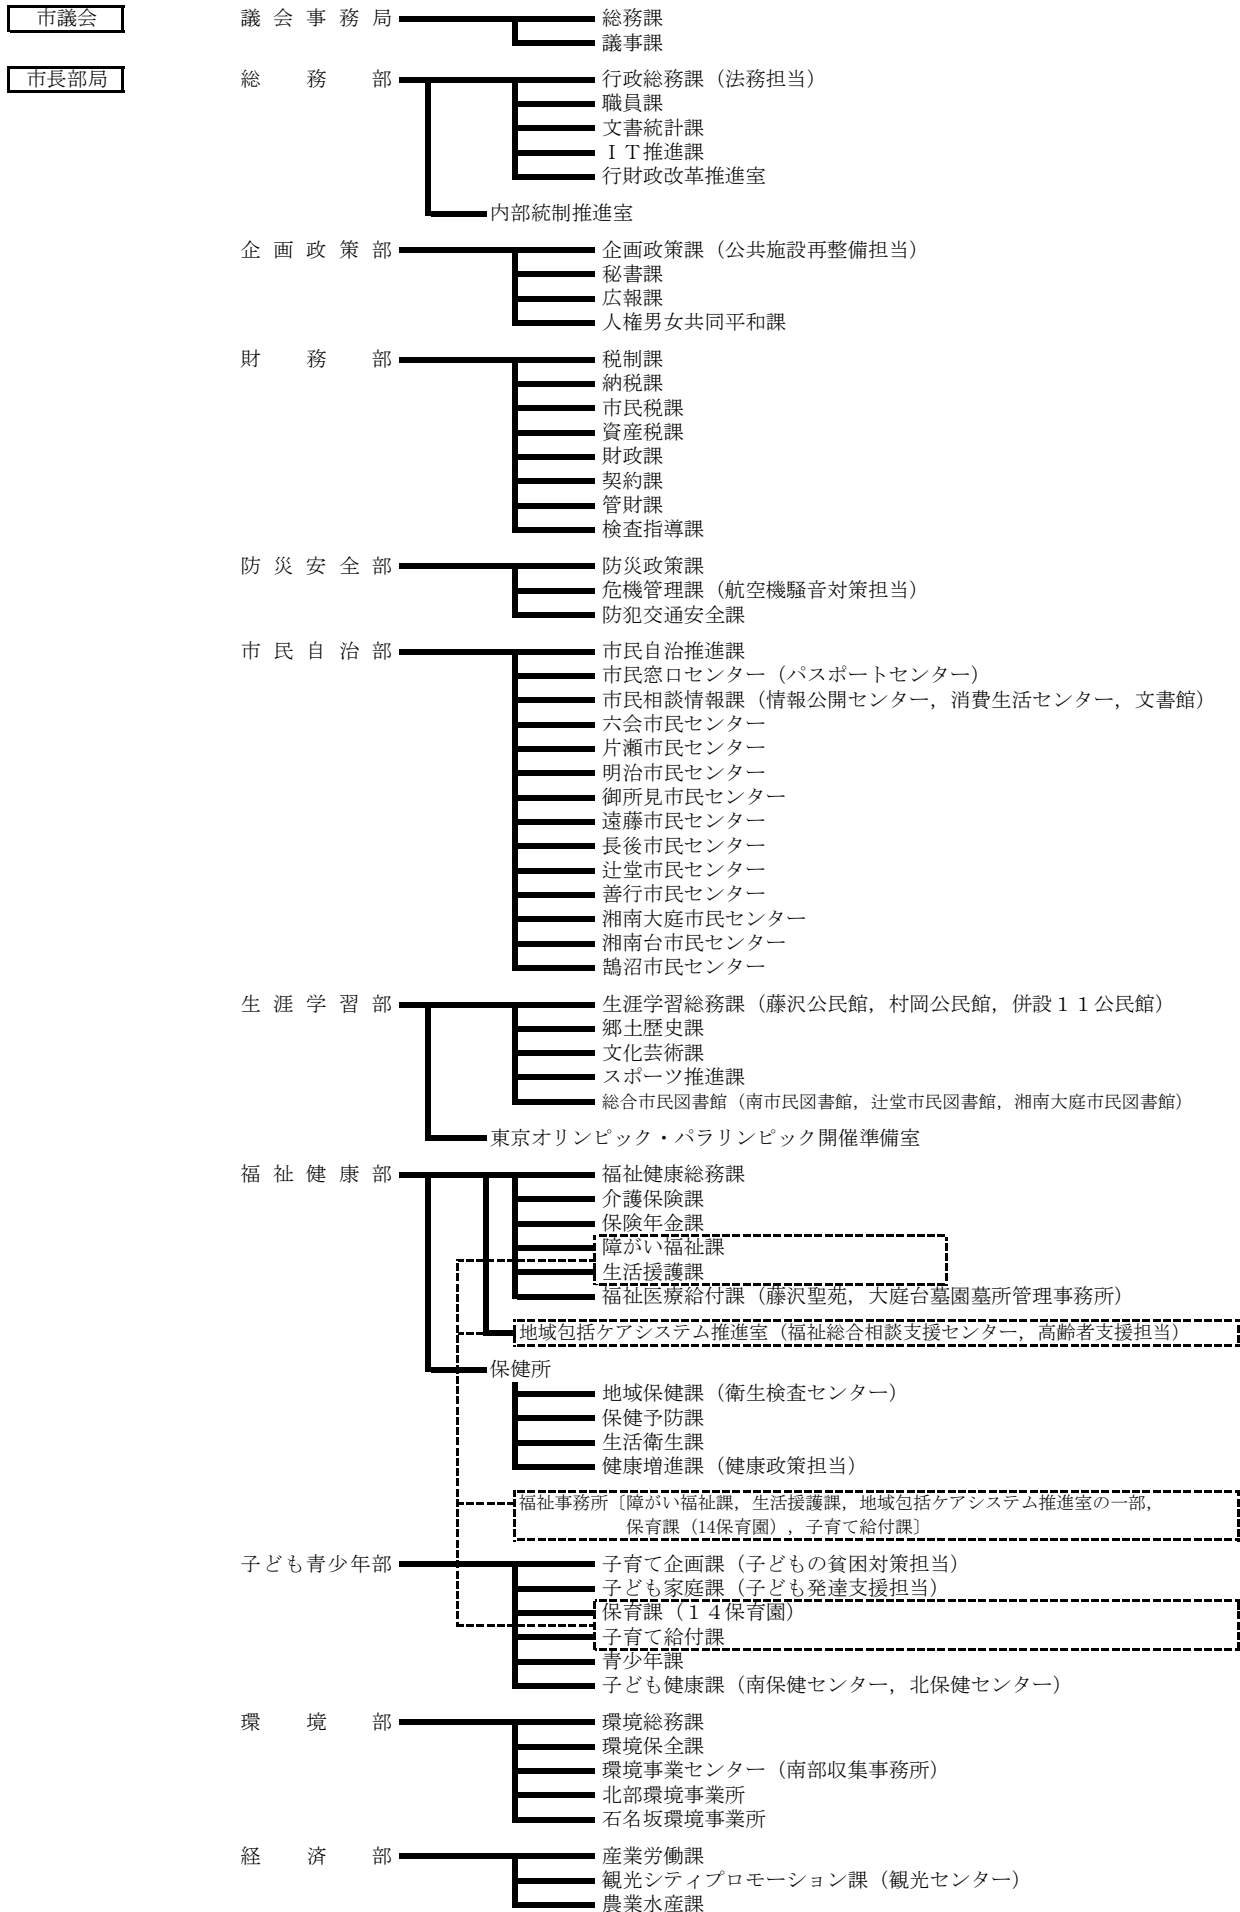 市議会 議会事務局 総務課
議事課
市長部局 総務部 行政総務課（法務担当）
職員課
文書統計課
ＩＴ推進課
行財政改革推進室
内部統制推進室
企画政策部 企画政策課（公共施設再整備担当）
秘書課
広報課
人権男女共同平和課
財務部 税制課
納税課
市民税課
資産税課
財政課
契約課
管財課
検査指導課
防災安全部 防災政策課
危機管理課（航空機騒音対策担当）
防犯交通安全課
市民自治部 市民自治推進課
市民窓口センター（パスポートセンター）
市民相談情報課（情報公開センター，消費生活センター，文書館）
六会市民センター
片瀬市民センター
明治市民センター
御所見市民センター
遠藤市民センター
長後市民センター
辻堂市民センター
善行市民センター
湘南大庭市民センター
湘南台市民センター
鵠沼市民センター
生涯学習部 生涯学習総務課（藤沢公民館，村岡公民館，併設１１公民館）
郷土歴史課
文化芸術課
スポーツ推進課
総合市民図書館（南市民図書館，辻堂市民図書館，湘南大庭市民図書館）
東京オリンピック・パラリンピック開催準備室
福祉健康部 福祉健康総務課
介護保険課
保険年金課
障がい福祉課
生活援護課
福祉医療給付課（藤沢聖苑，大庭台墓園墓所管理事務所）
地域包括ケアシステム推進室（福祉総合相談支援センター，高齢者支援担当）
保健所
地域保健課（衛生検査センター）
保健予防課
生活衛生課
健康増進課（健康政策担当）
福祉事務所〔障がい福祉課，生活援護課，地域包括ケアシステム推進室の一部，
保育課（14保育園），子育て給付課〕
子ども青少年部 子育て企画課（子どもの貧困対策担当）
子ども家庭課（子ども発達支援担当）
保育課（１４保育園）
子育て給付課
青少年課
子ども健康課（南保健センター，北保健センター）
環境部 環境総務課
環境保全課
環境事業センター（南部収集事務所）
北部環境事業所
石名坂環境事業所
経済部 産業労働課
観光シティプロモーション課（観光センター）
農業水産課